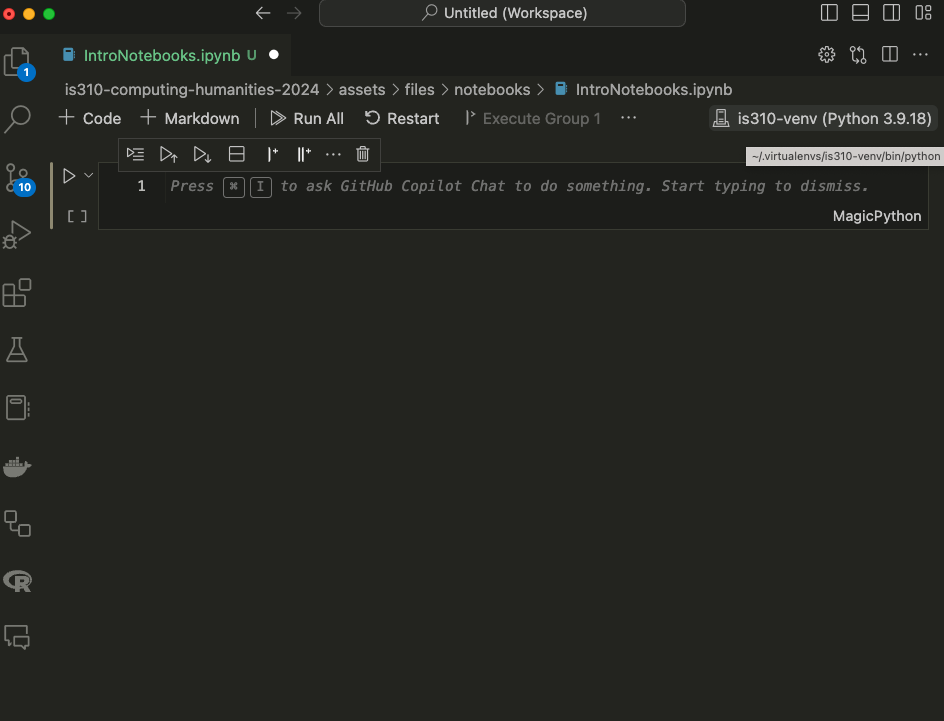 Untitled (Workspace)
IntroNotebooks.ipynb U
1
is310-computing-humanities-2024 > assets > files > notebooks > IntroNotebooks.ipynb
+ Code + Markdown Run All Restart Execute Group 1 ... is310-venv (Python 3.9.18)
~/.virtualenvs/is310-venv/bin/python
10
1 Press ⌘ I to ask GitHub Copilot Chat to do something. Start typing to dismiss.
[ ] MagicPython
R